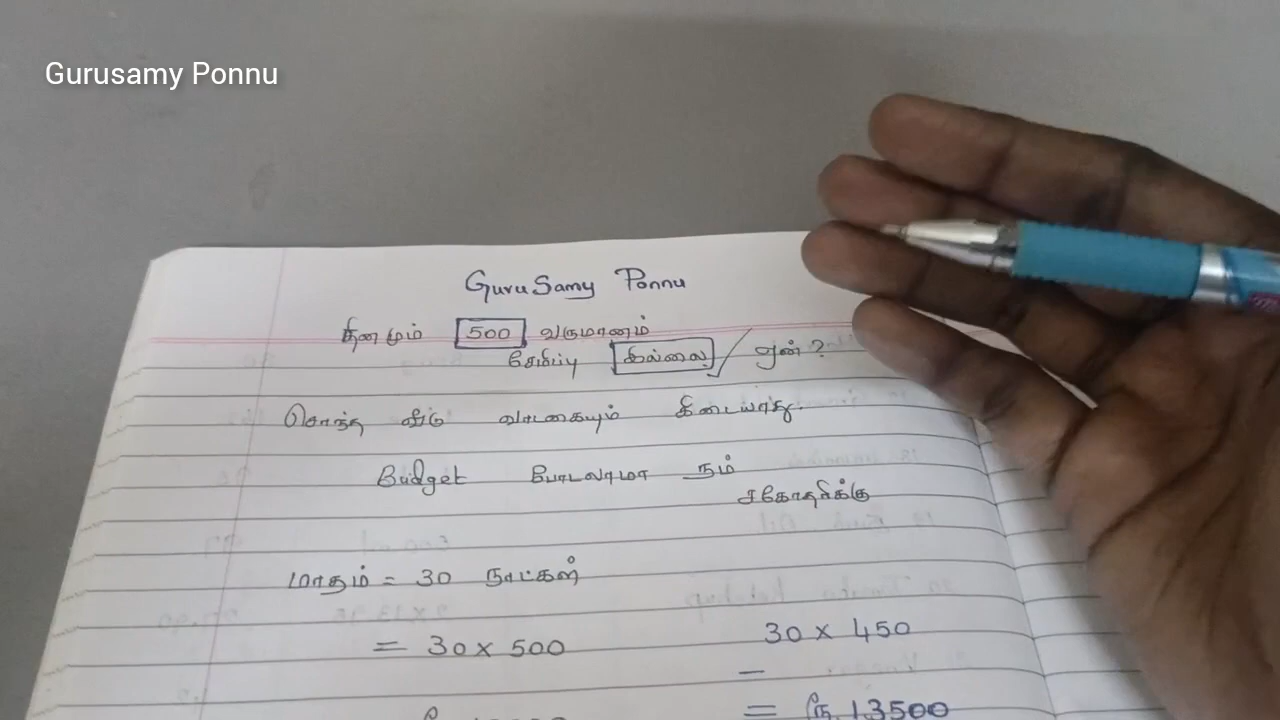 Gurusamy Ponnu
GuruSamy Ponnu
தினமும் 500 வருமானம்
சேமிப்பு இல்லை ஏன்?
சொந்த வீடு வாடகையும் கிடையாது.
Budget போடலாமா நம்
சகோதரிக்கு
மாதம் = 30 நாட்கள்
= 30 x 500
30 x 450
= ரூ. 13500